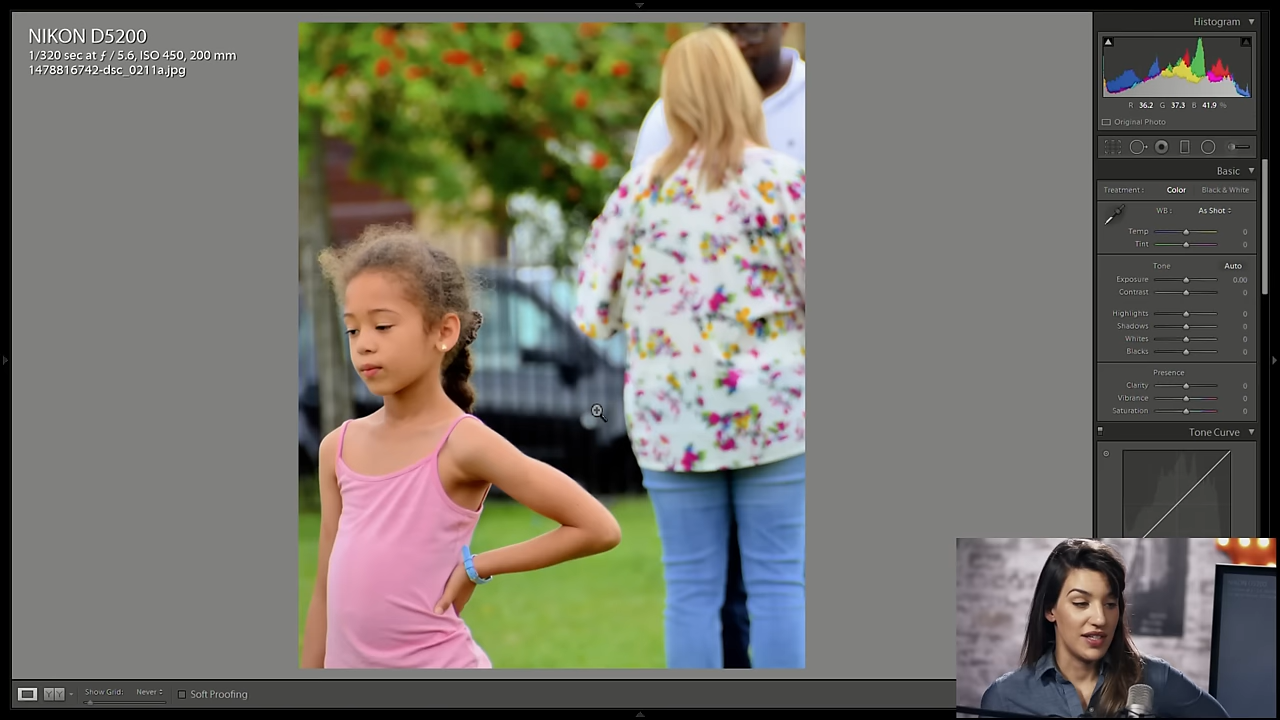 NIKON D5200
1/320 sec at ƒ / 5.6, ISO 450, 200 mm
1478816742-dsc_0211a.jpg
Histogram
R 36.2 G 37.3 B 41.9 %
Original Photo
Basic
Treatment : Color Black & White
WB : As Shot
Temp 0
Tint 0
Tone Auto
Exposure 0.00
Contrast 0
Highlights 0
Shadows 0
Whites 0
Blacks 0
Presence
Clarity 0
Vibrance 0
Saturation 0
Tone Curve
Show Grid: Never
Soft Proofing